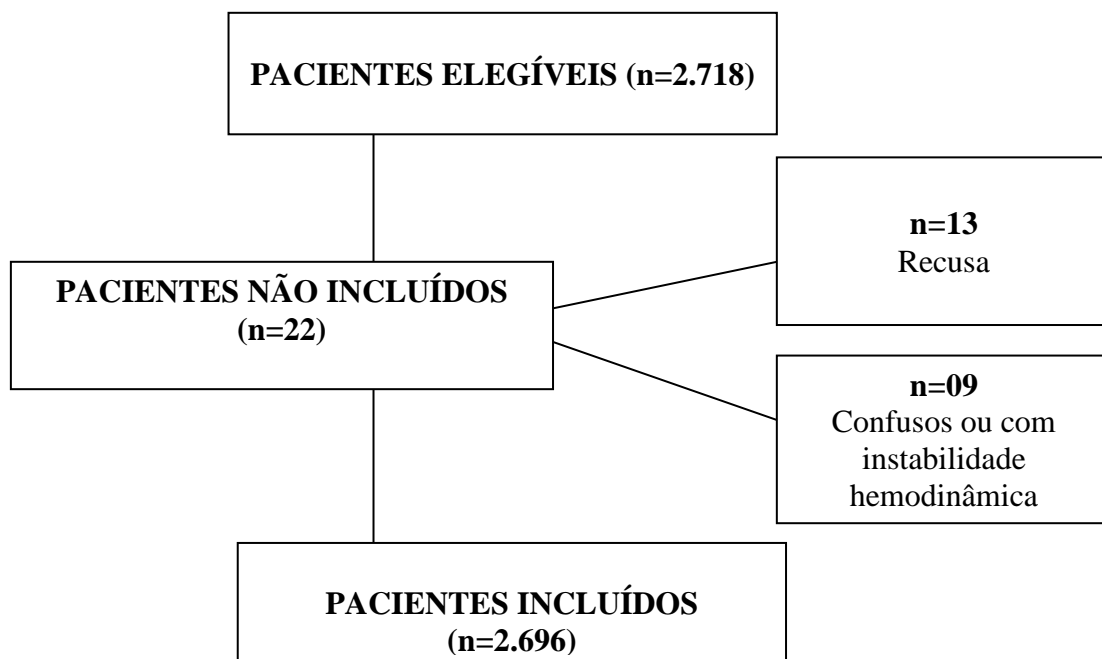 PACIENTES ELEGÍVEIS (n=2.718)
n=13
Recusa
PACIENTES NÃO INCLUÍDOS
(n=22)
n=09
Confusos ou com
instabilidade
hemodinâmica
PACIENTES INCLUÍDOS
(n=2.696)